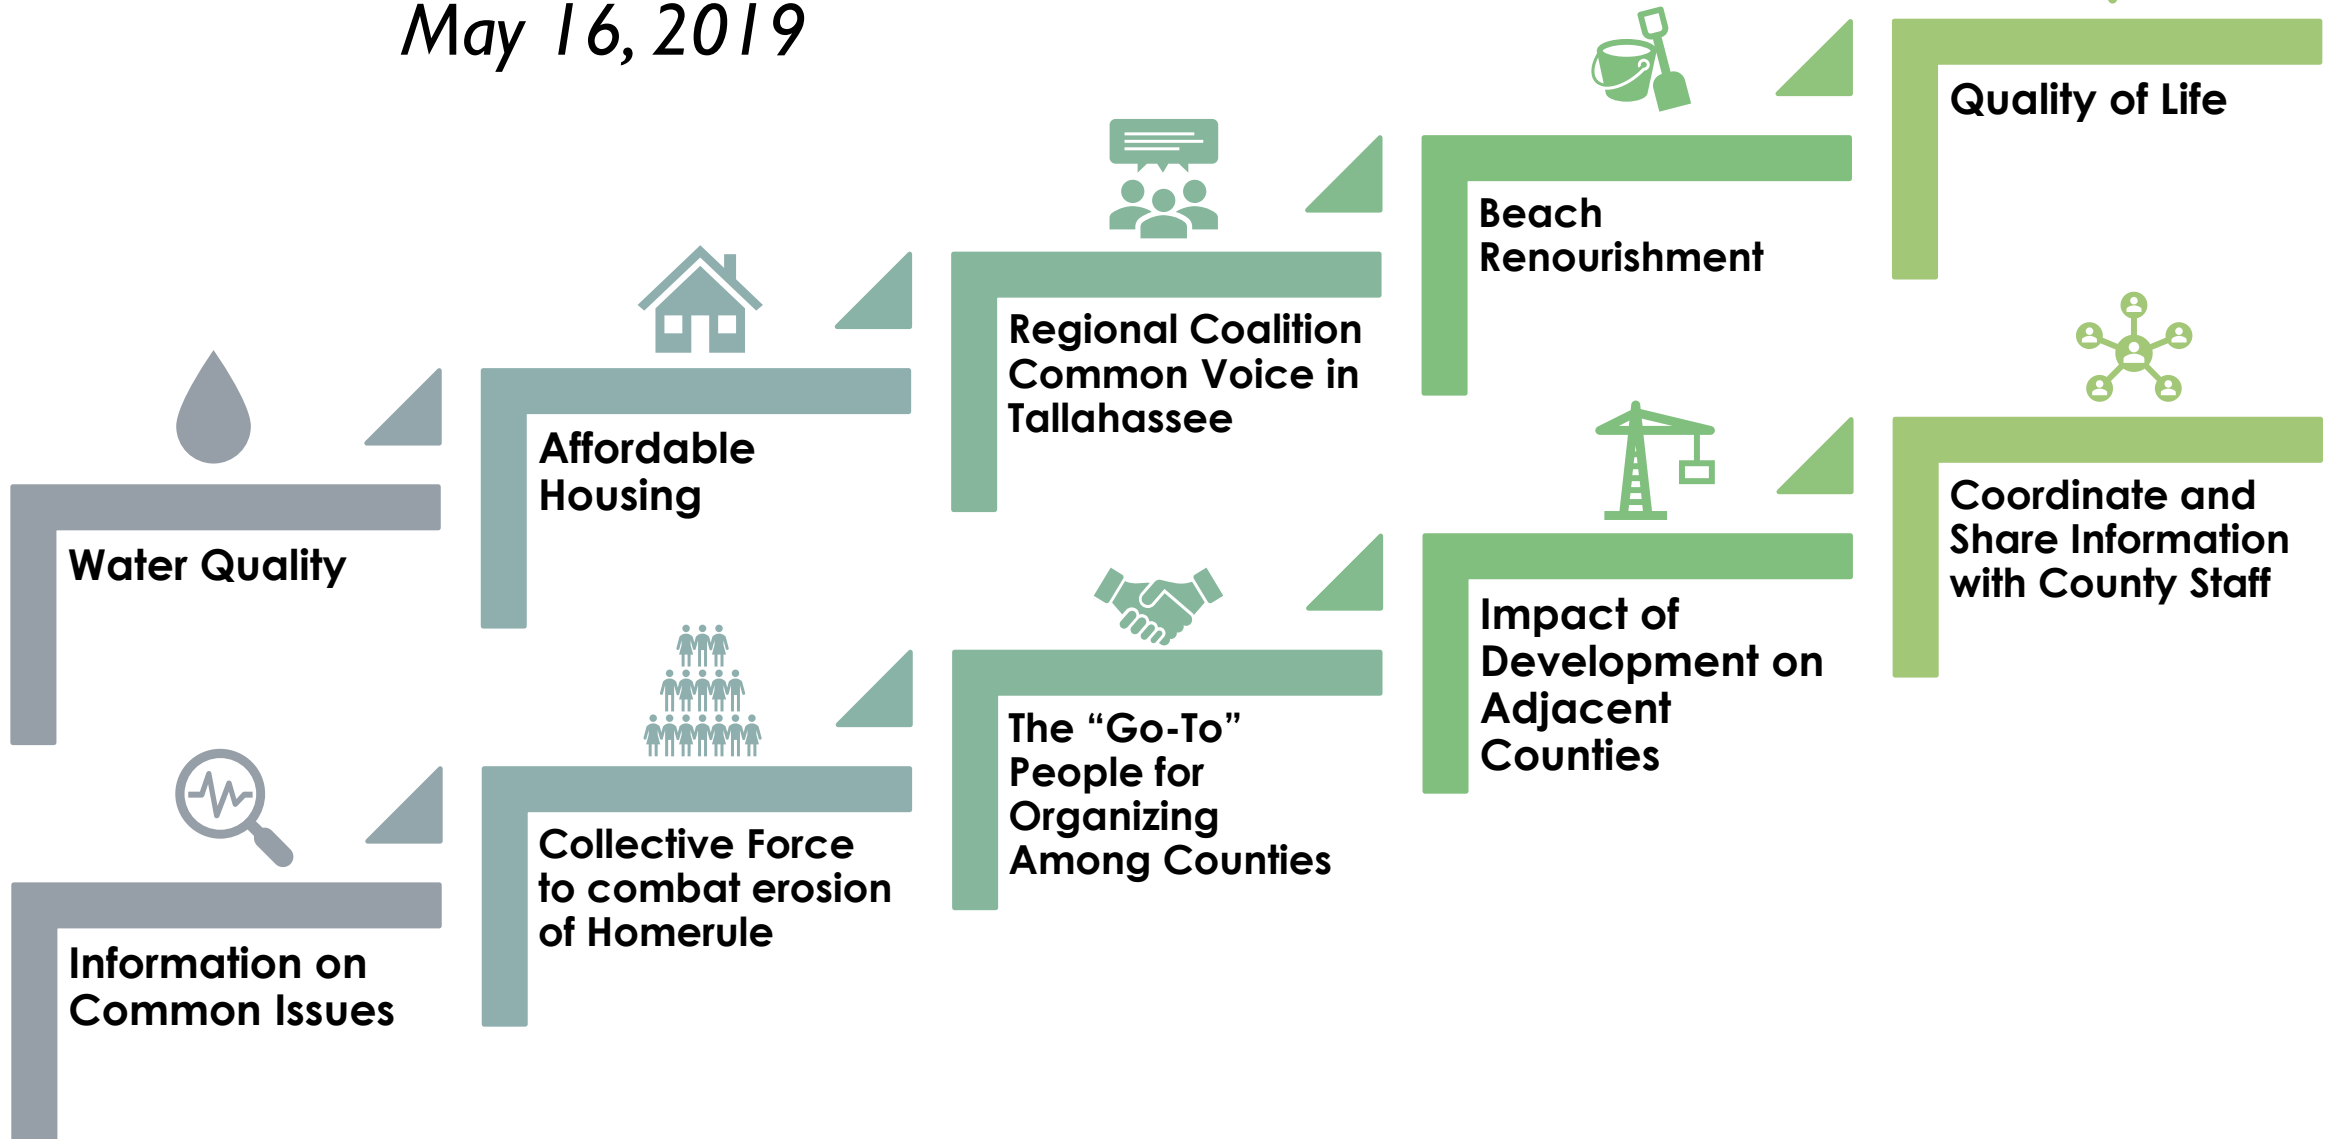 May 16, 2019
Water Quality
Affordable
Housing
Regional Coalition
Common Voice in
Tallahassee
Beach
Renourishment
Quality of Life
Information on
Common Issues
Collective Force
to combat erosion
of Homerule
The “Go-To”
People for
Organizing
Among Counties
Impact of
Development on
Adjacent
Counties
Coordinate and
Share Information
with County Staff